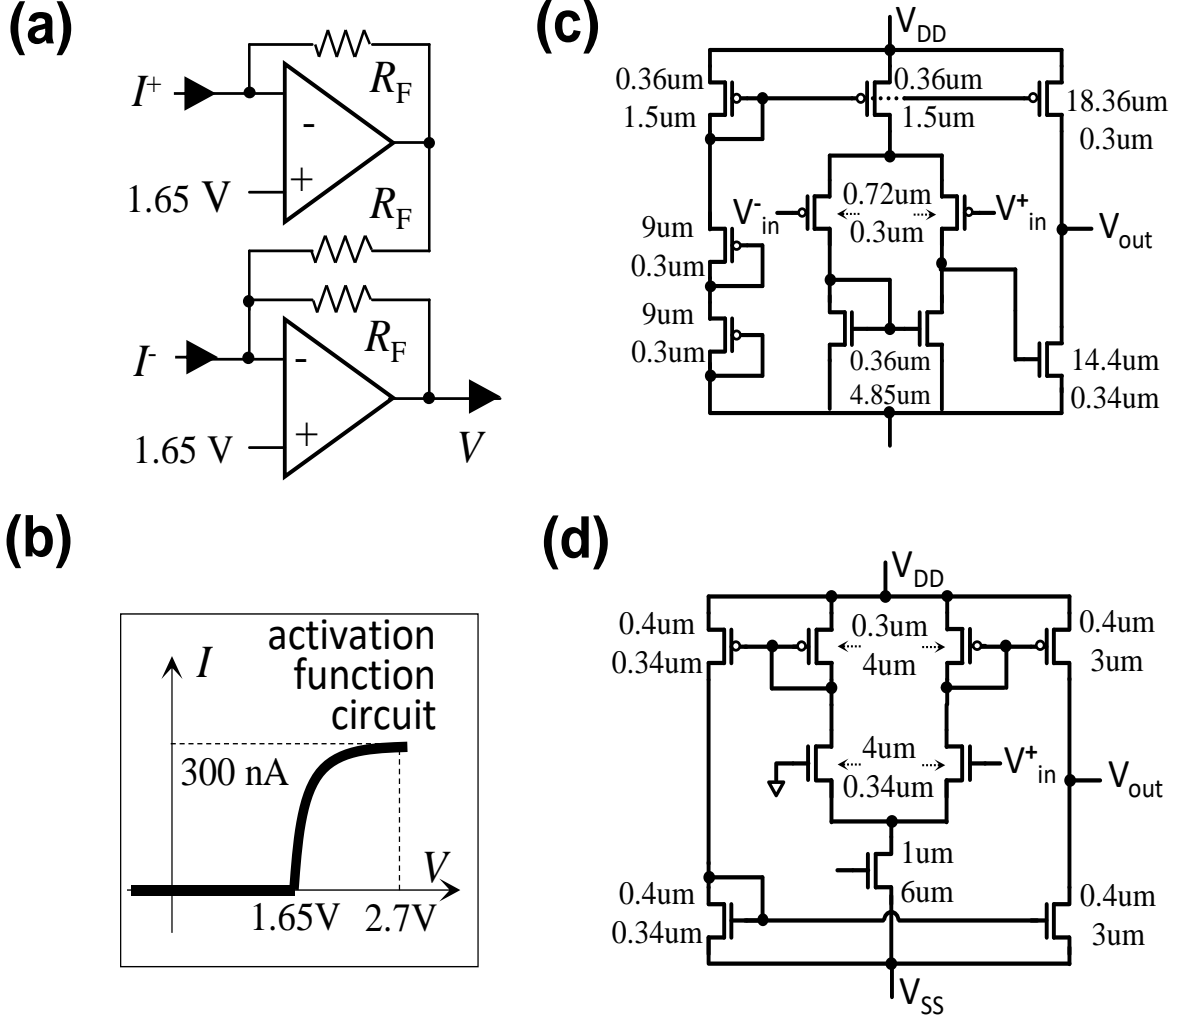 (a)
I+
RF
-
+
1.65 V
RF
I-
RF
-
+
1.65 V
V
(b)
activation
function
circuit
I
300 nA
V
1.65V
2.7V
(c)
VDD
0.36um
1.5um
0.36um
1.5um
18.36um
0.3um
V-in
0.72um
0.3um
V+in
Vout
9um
0.3um
9um
0.3um
0.36um
4.85um
14.4um
0.34um
(d)
VDD
0.4um
0.34um
0.3um
4um
0.4um
3um
4um
0.34um
V+in
Vout
1um
6um
0.4um
0.34um
0.4um
3um
VSS